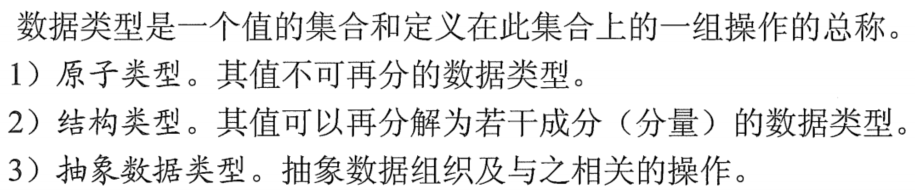 数据类型是一个值的集合和定义在此集合上的一组操作的总称。
1）原子类型。其值不可再分的数据类型。
2）结构类型。其值可以再分解为若干成分（分量）的数据类型。
3）抽象数据类型。抽象数据组织及与之相关的操作。